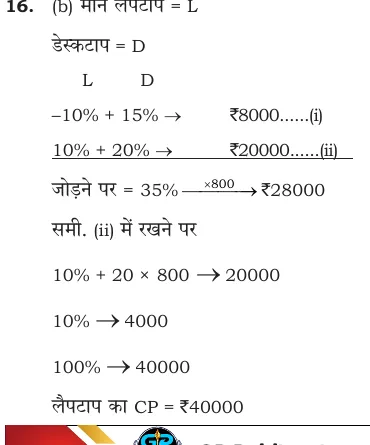 16. (b) माना लैपटाप = L
डेस्कटाप = D
L D
–10% + 15% → ₹8000......(i)
10% + 20% → ₹20000......(ii)
जोड़ने पर = 35% ×800 → ₹28000
समी. (ii) में रखने पर
10% + 20 × 800 → 20000
10% → 4000
100% → 40000
लैपटाप का CP = ₹40000